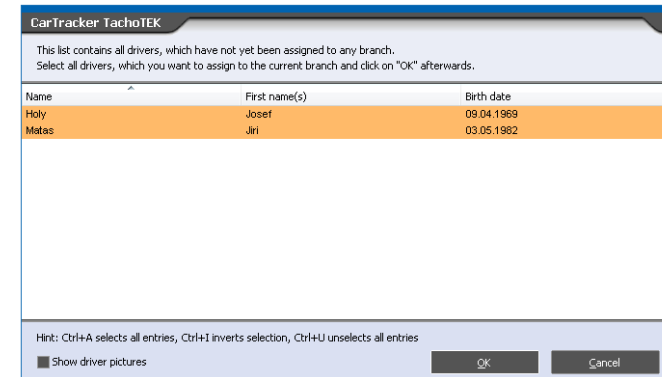 CarTracker TachoTEK
This list contains all drivers, which have not yet been assigned to any branch.
Select all drivers, which you want to assign to the current branch and click on "OK" afterwards.
Name First name(s) Birth date
Holy Josef 09.04.1969
Matas Jiri 03.05.1982
Hint: Ctrl+A selects all entries, Ctrl+I inverts selection, Ctrl+U unselects all entries
Show driver pictures OK Cancel